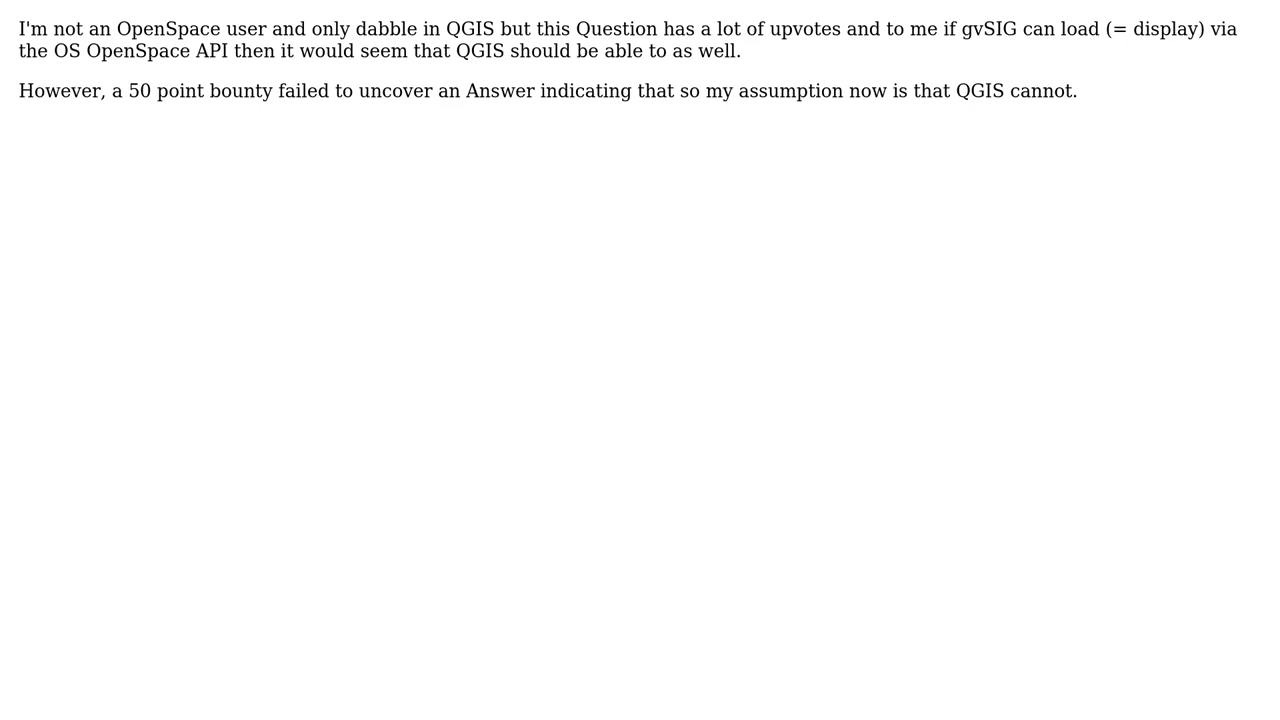 I'm not an OpenSpace user and only dabble in QGIS but this Question has a lot of upvotes and to me if gvSIG can load (= display) via
the OS OpenSpace API then it would seem that QGIS should be able to as well.
However, a 50 point bounty failed to uncover an Answer indicating that so my assumption now is that QGIS cannot.